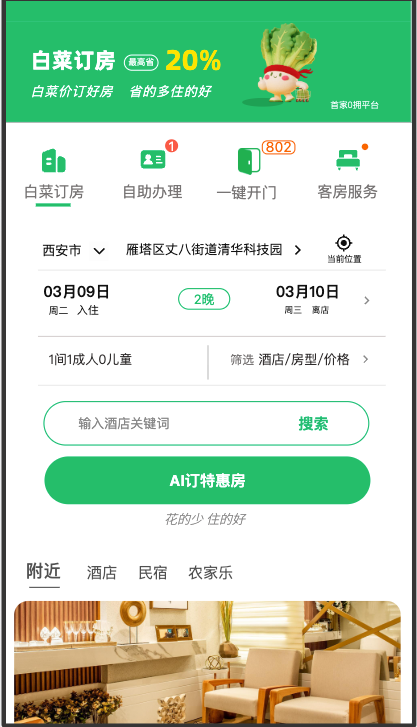 白菜订房 最高省 20%
白菜价订好房 省的多住的好
首家0拥平台
1 802
白菜订房 自助办理 一键开门 客房服务
西安市 雁塔区丈八街道清华科技园 当前位置
03月09日 2晚 03月10日
周二 入住 周三 离店
1间1成人0儿童 筛选 酒店/房型/价格
输入酒店关键词 搜索
AI订特惠房
花的少 住的好
附近 酒店 民宿 农家乐